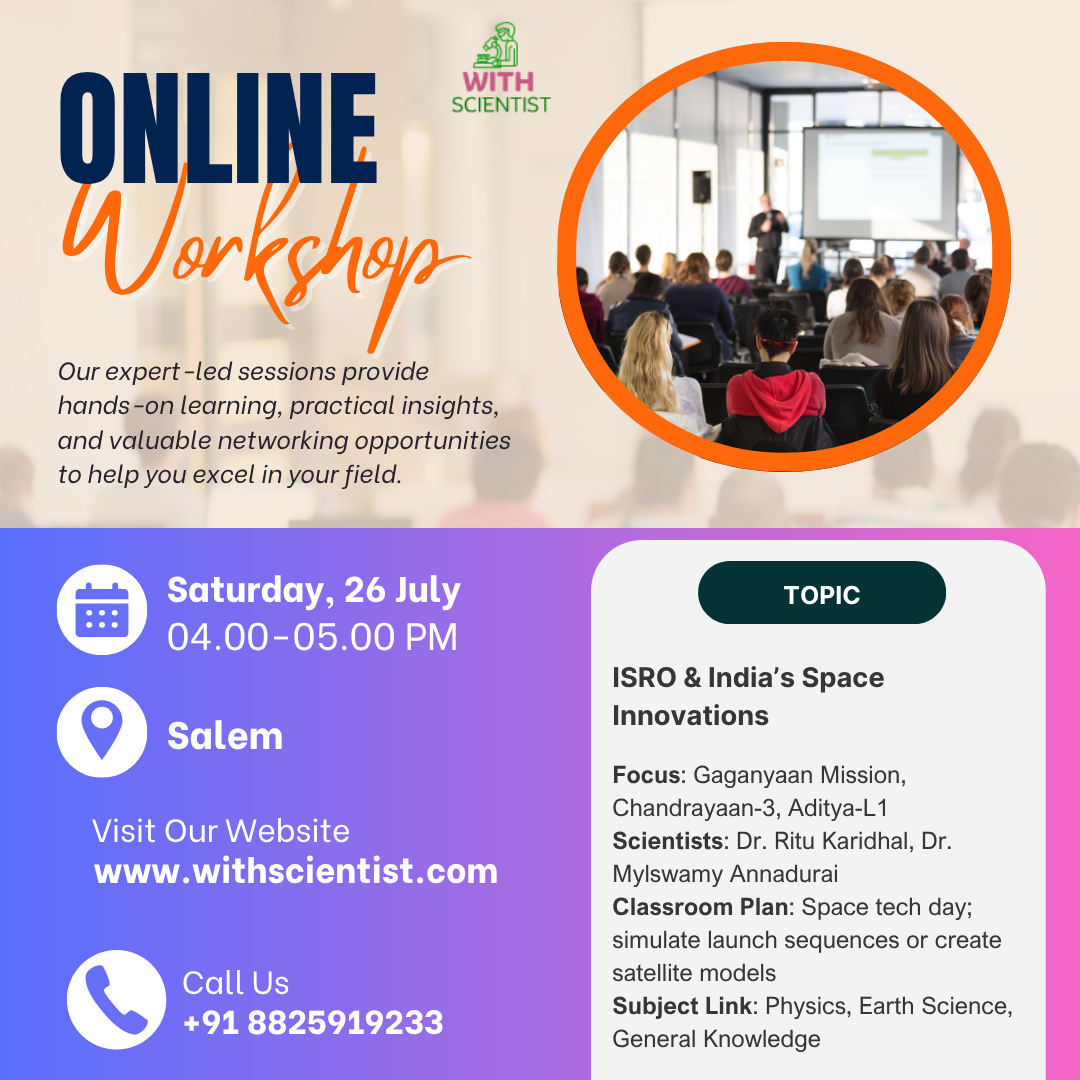 WITH
SCIENTIST
ONLINE
Workshop
Our expert-led sessions provide
hands-on learning, practical insights,
and valuable networking opportunities
to help you excel in your field.
Saturday, 26 July
04.00-05.00 PM
Salem
Visit Our Website
www.withscientist.com
Call Us
+91 8825919233
TOPIC
ISRO & India's Space
Innovations
Focus: Gaganyaan Mission,
Chandrayaan-3, Aditya-L1
Scientists: Dr. Ritu Karidhal, Dr.
Mylswamy Annadurai
Classroom Plan: Space tech day;
simulate launch sequences or create
satellite models
Subject Link: Physics, Earth Science,
General Knowledge